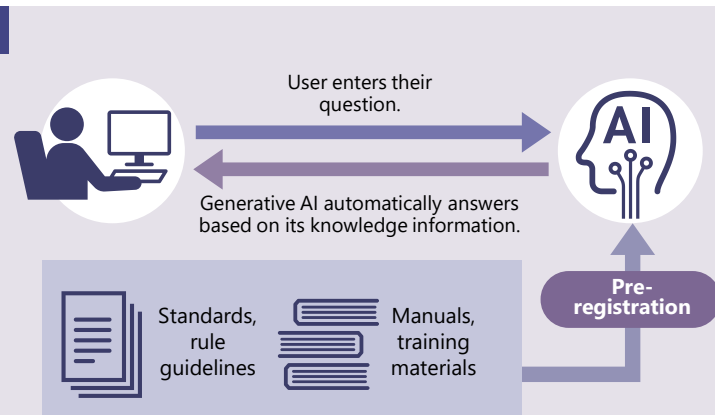 User enters their
question.
AI
Generative AI automatically answers
based on its knowledge information.
Pre-
registration
Standards,
rule
guidelines
Manuals,
training
materials